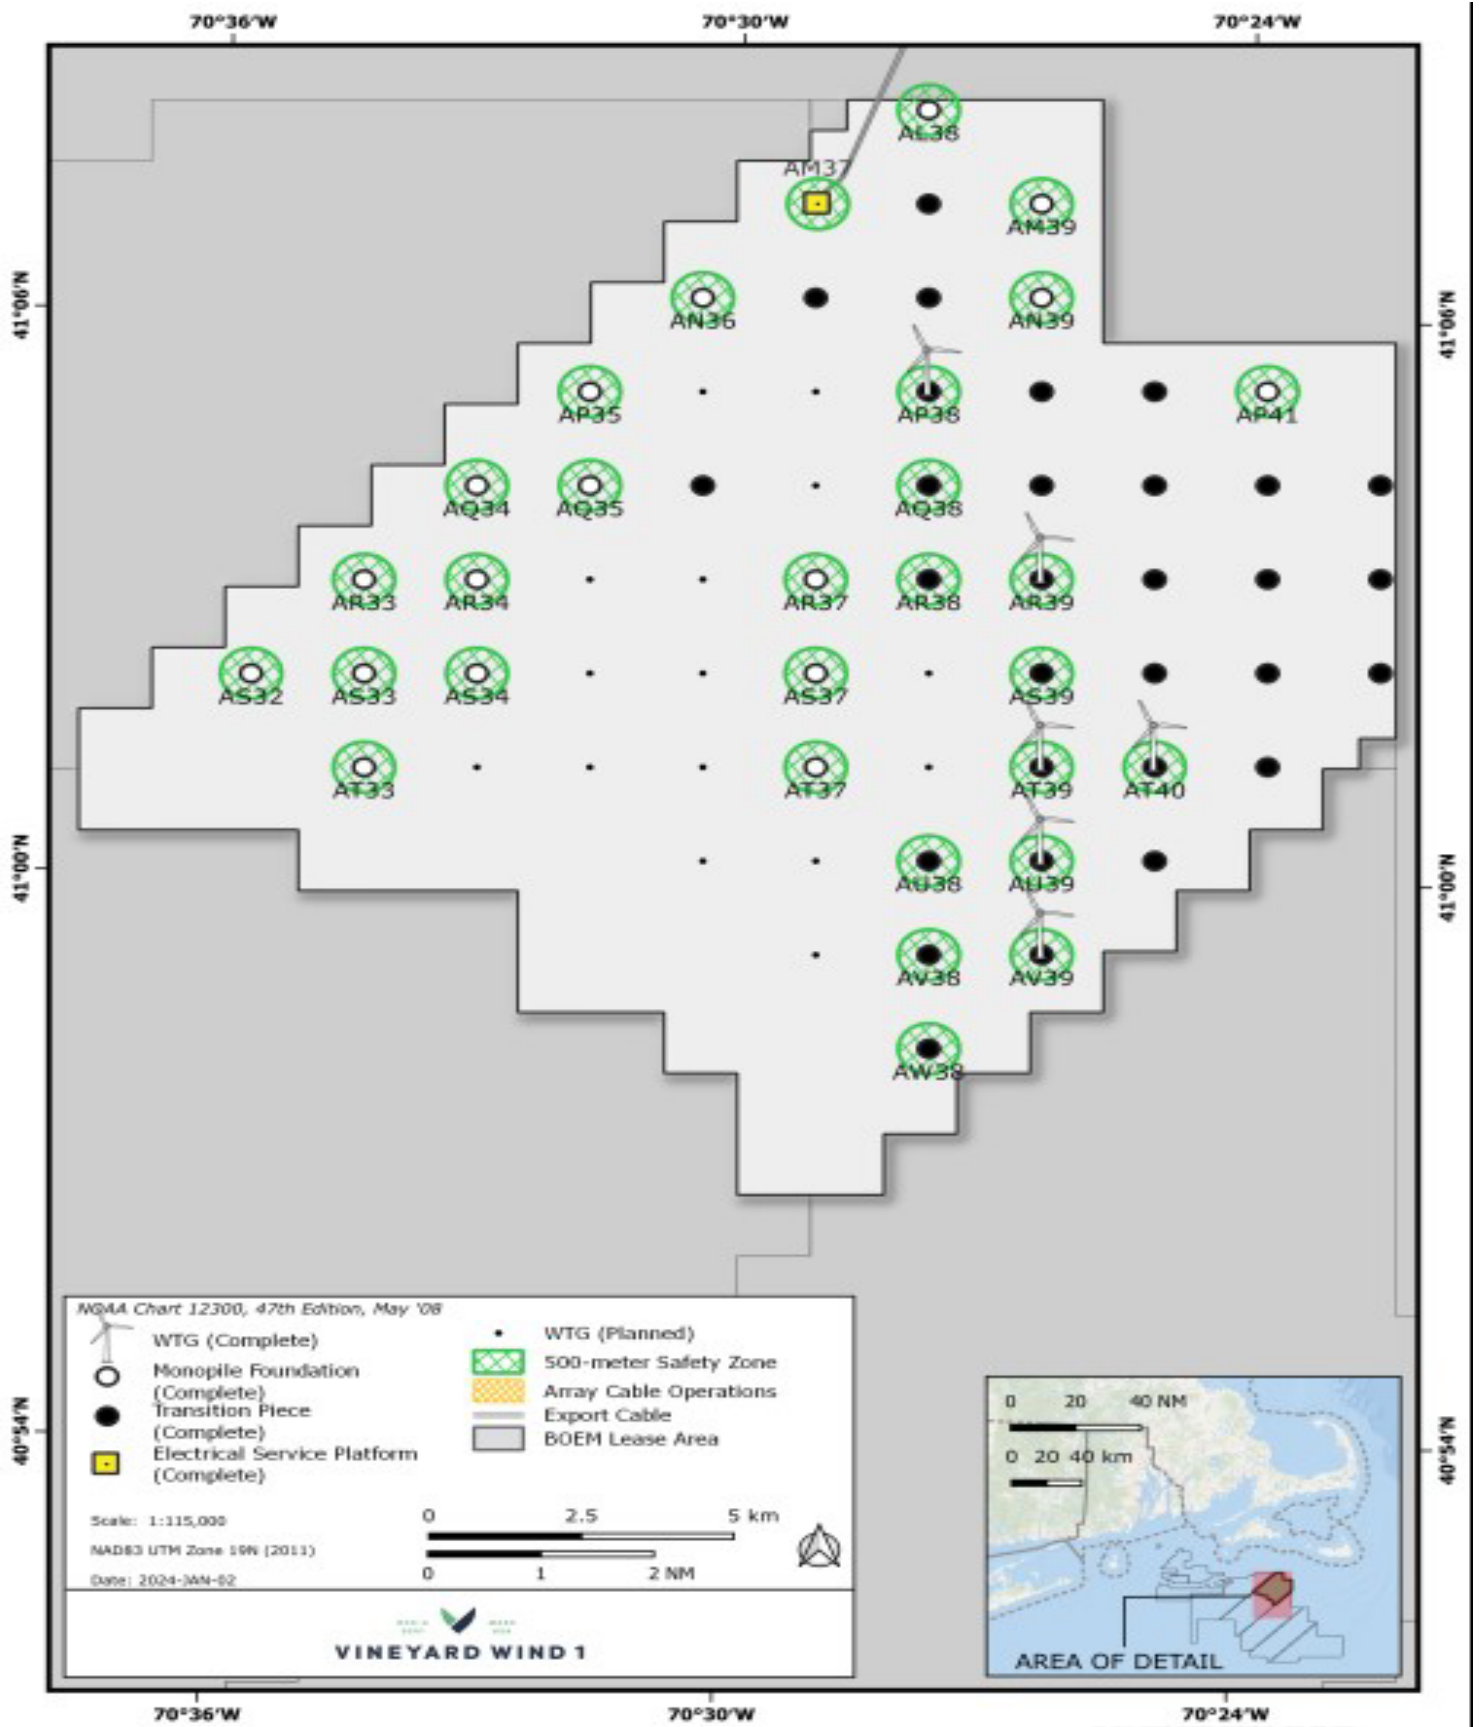 70°36'W 70°30'W 70°24'W
AL38
AM37
AM39
41°06'N 41°06'N
AN36 AN39
AP35 AP38 AP41
AQ34 AQ35 AQ38
AR33 AR34 AR37 AR38 AR39
AS32 AS33 AS34 AS37 AS39
AT33 AT37 AT39 AT40
41°00'N 41°00'N
AU38 AU39
AV38 AV39
AW38
NOAA Chart 12300, 47th Edition, May '08
WTG (Complete)
Monopile Foundation
(Complete)
Transition Piece
(Complete)
Electrical Service Platform
(Complete)
WTG (Planned)
500-meter Safety Zone
Array Cable Operations
Export Cable
BOEM Lease Area
Scale: 1:115,000
NAD83 UTM Zone 19N (2011)
Date: 2024-JAN-02
0 2.5 5 km
0 1 2 NM
VINEYARD WIND 1
40°54'N 40°54'N
0 20 40 NM
0 20 40 km
AREA OF DETAIL
70°36'W 70°30'W 70°24'W